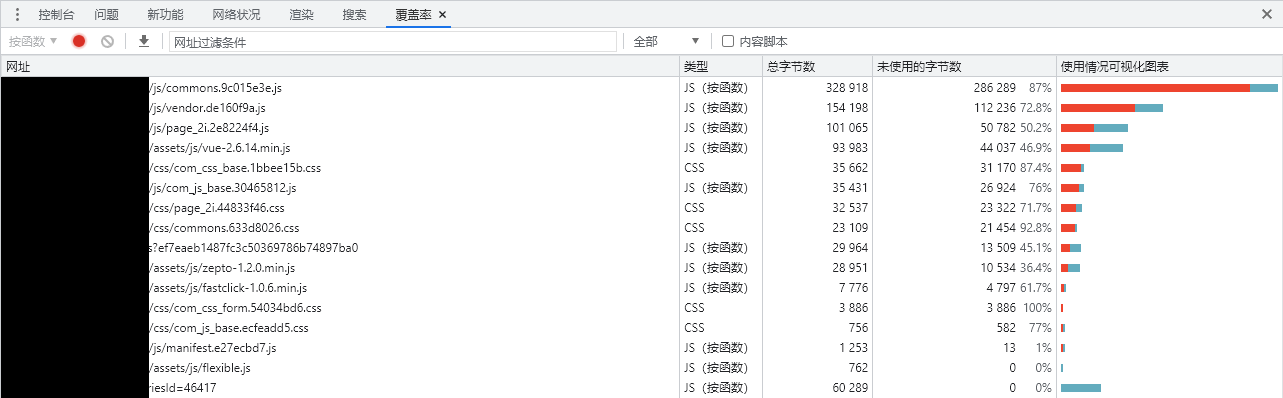 控制台 问题 新功能 网络状况 渲染 搜索 覆盖率 ×
按函数 ▼ 网址过滤条件 全部 ▼ 内容脚本
网址 类型 总字节数 未使用的字节数 使用情况可视化图表
/js/commons.9c015e3e.js JS（按函数） 328 918 286 289 87%
/js/vendor.de160f9a.js JS（按函数） 154 198 112 236 72.8%
/js/page_2i.2e8224f4.js JS（按函数） 101 065 50 782 50.2%
/assets/js/vue-2.6.14.min.js JS（按函数） 93 983 44 037 46.9%
/css/com_css_base.1bbee15b.css CSS 35 662 31 170 87.4%
/js/com_js_base.30465812.js JS（按函数） 35 431 26 924 76%
/css/page_2i.44833f46.css CSS 32 537 23 322 71.7%
/css/commons.633d8026.css CSS 23 109 21 454 92.8%
s?ef7eaeb1487fc3c50369786b74897ba0 JS（按函数） 29 964 13 509 45.1%
/assets/js/zepto-1.2.0.min.js JS（按函数） 28 951 10 534 36.4%
/assets/js/fastclick-1.0.6.min.js JS（按函数） 7 776 4 797 61.7%
/css/com_css_form.54034bd6.css CSS 3 886 3 886 100%
/css/com_js_base.ecfeadd5.css CSS 756 582 77%
/js/manifest.e27ecbd7.js JS（按函数） 1 253 13 1%
/assets/js/flexible.js JS（按函数） 762 0 0%
riesId=46417 JS（按函数） 60 289 0 0%